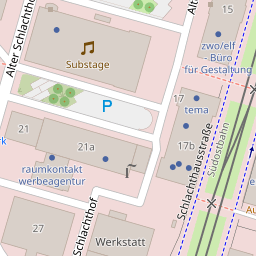 Alter Schlachthof
Alter
15
zwo/elf
- Büro
für Gestaltung
Substage
P
17
tema
21
21a
17b
raumkontakt
werbeagentur
Schlachthausstraße
Südostbahn
Schlachthof
27
Werkstatt